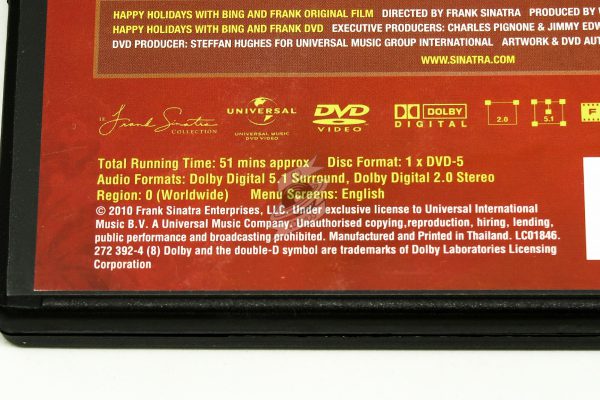 HAPPY HOLIDAYS WITH BING AND FRANK ORIGINAL FILM DIRECTED BY FRANK SINATRA PRODUCED BY
HAPPY HOLIDAYS WITH BING AND FRANK DVD EXECUTIVE PRODUCERS: CHARLES PIGNONE & JIMMY
DVD PRODUCER: STEFFAN HUGHES FOR UNIVERSAL MUSIC GROUP INTERNATIONAL ARTWORK & DVD
WWW.SINATRA.COM
Frank Sinatra
COLLECTION
UNIVERSAL
UNIVERSAL MUSIC DVD VIDEO
DVD
VIDEO
DOLBY
DIGITAL
2.0
5.1
F
Total Running Time: 51 mins approx Disc Format: 1 x DVD-5
Audio Formats: Dolby Digital 5.1 Surround, Dolby Digital 2.0 Stereo
Region: 0 (Worldwide) Menu Screens: English
© 2010 Frank Sinatra Enterprises, LLC. Under exclusive license to Universal International
Music B.V. A Universal Music Company. Unauthorised copying,reproduction, hiring, lending,
public performance and broadcasting prohibited. Manufactured and Printed in Thailand. LC01846.
272 392-4 (8) Dolby and the double-D symbol are trademarks of Dolby Laboratories Licensing
Corporation